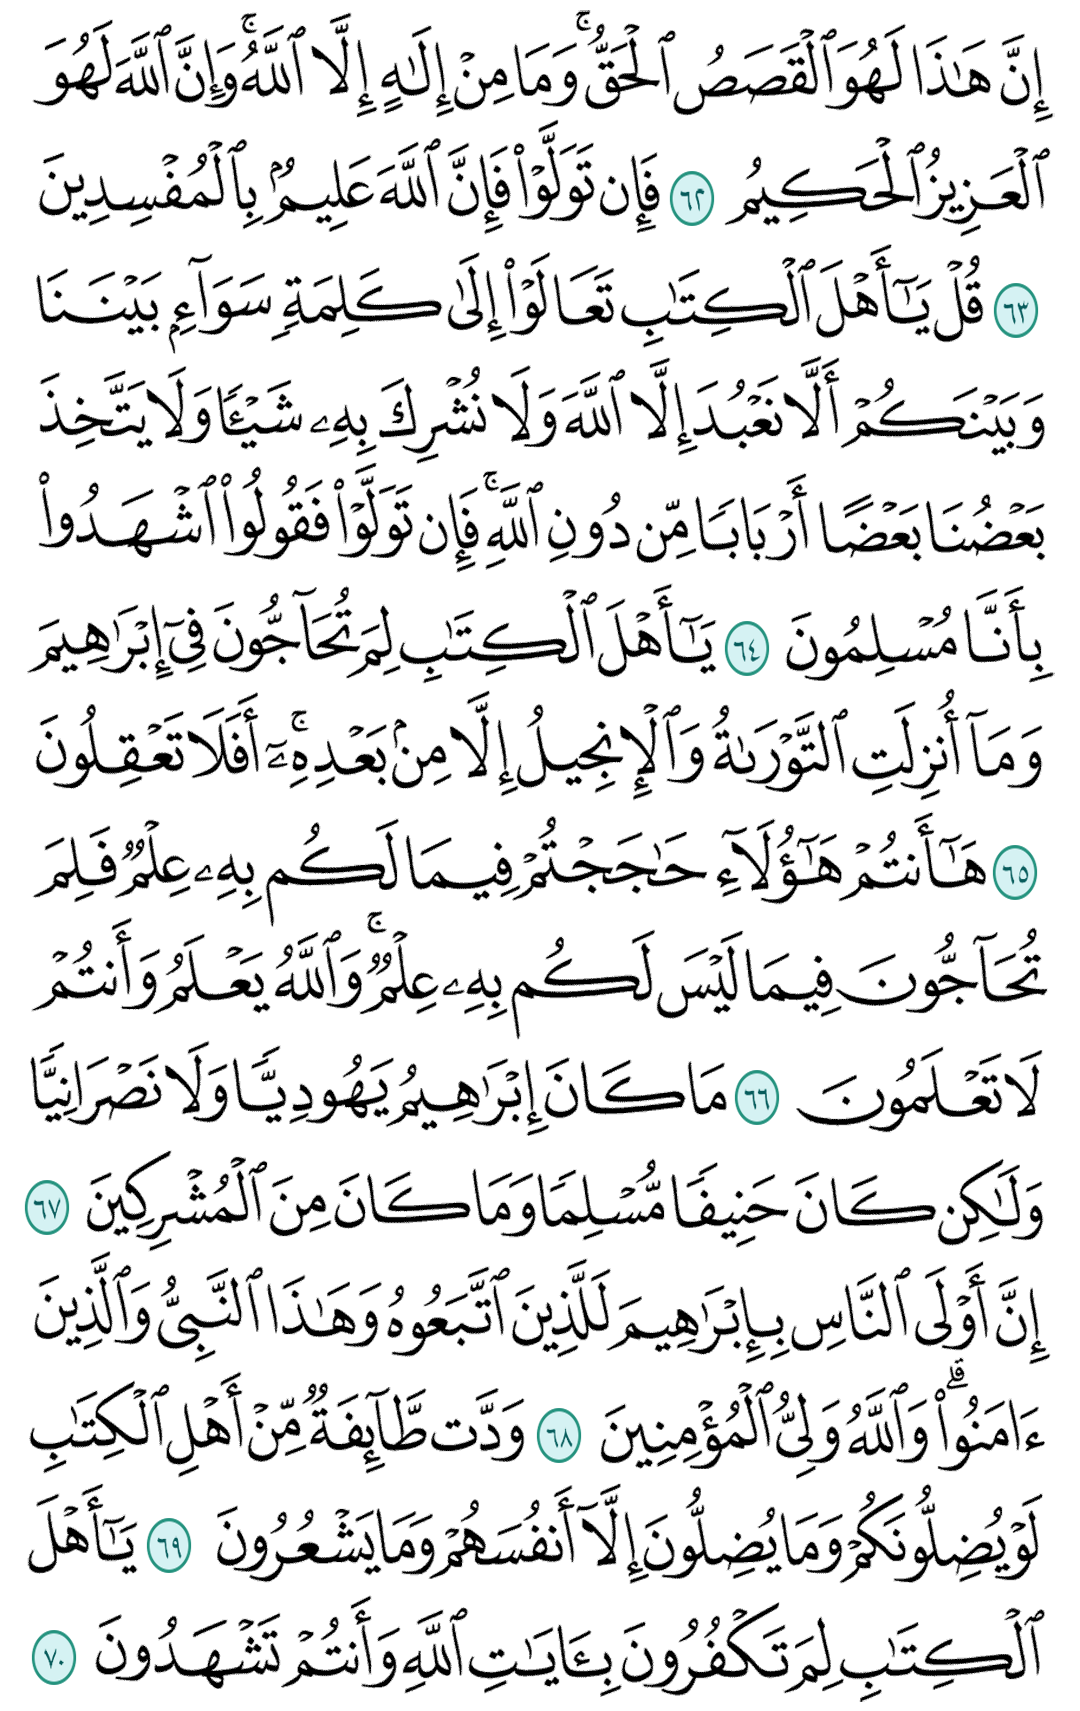 إِنَّ هَـٰذَا لَهُوَ ٱلْقَصَصُ ٱلْحَقُّ ۚ وَمَا مِنْ إِلَـٰهٍ إِلَّا ٱللَّهُ ۚ وَإِنَّ ٱللَّهَ لَهُوَ
ٱلْعَزِيزُ ٱلْحَكِيمُ ٦٢ فَإِن تَوَلَّوْا۟ فَإِنَّ ٱللَّهَ عَلِيمٌۢ بِٱلْمُفْسِدِينَ
٦٣ قُلْ يَـٰٓأَهْلَ ٱلْكِتَـٰبِ تَعَالَوْا۟ إِلَىٰ كَلِمَةٍ سَوَآءٍۭ بَيْنَنَا
وَبَيْنَكُمْ أَلَّا نَعْبُدَ إِلَّا ٱللَّهَ وَلَا نُشْرِكَ بِهِۦ شَيْـًٔا وَلَا يَتَّخِذَ
بَعْضُنَا بَعْضًا أَرْبَابًا مِّن دُونِ ٱللَّهِ ۚ فَإِن تَوَلَّوْا۟ فَقُولُوا۟ ٱشْهَدُوا۟
بِأَنَّا مُسْلِمُونَ ٦٤ يَـٰٓأَهْلَ ٱلْكِتَـٰبِ لِمَ تُحَآجُّونَ فِىٓ إِبْرَٰهِيمَ
وَمَآ أُنزِلَتِ ٱلتَّوْرَىٰةُ وَٱلْإِنجِيلُ إِلَّا مِنۢ بَعْدِهِۦٓ ۚ أَفَلَا تَعْقِلُونَ
٦٥ هَـٰٓأَنتُمْ هَـٰٓؤُلَآءِ حَـٰجَجْتُمْ فِيمَا لَكُم بِهِۦ عِلْمٌ فَلِمَ
تُحَآجُّونَ فِيمَا لَيْسَ لَكُم بِهِۦ عِلْمٌ ۚ وَٱللَّهُ يَعْلَمُ وَأَنتُمْ
لَا تَعْلَمُونَ ٦٦ مَا كَانَ إِبْرَٰهِيمُ يَهُودِيًّا وَلَا نَصْرَانِيًّا
وَلَـٰكِن كَانَ حَنِيفًا مُّسْلِمًا وَمَا كَانَ مِنَ ٱلْمُشْرِكِينَ ٦٧
إِنَّ أَوْلَى ٱلنَّاسِ بِإِبْرَٰهِيمَ لَلَّذِينَ ٱتَّبَعُوهُ وَهَـٰذَا ٱلنَّبِىُّ وَٱلَّذِينَ
ءَامَنُوا۟ ۗ وَٱللَّهُ وَلِىُّ ٱلْمُؤْمِنِينَ ٦٨ وَدَّت طَّآئِفَةٌ مِّنْ أَهْلِ ٱلْكِتَـٰبِ
لَوْ يُضِلُّونَكُمْ وَمَا يُضِلُّونَ إِلَّآ أَنفُسَهُمْ وَمَا يَشْعُرُونَ ٦٩ يَـٰٓأَهْلَ
ٱلْكِتَـٰبِ لِمَ تَكْفُرُونَ بِـَٔايَـٰتِ ٱللَّهِ وَأَنتُمْ تَشْهَدُونَ ٧٠